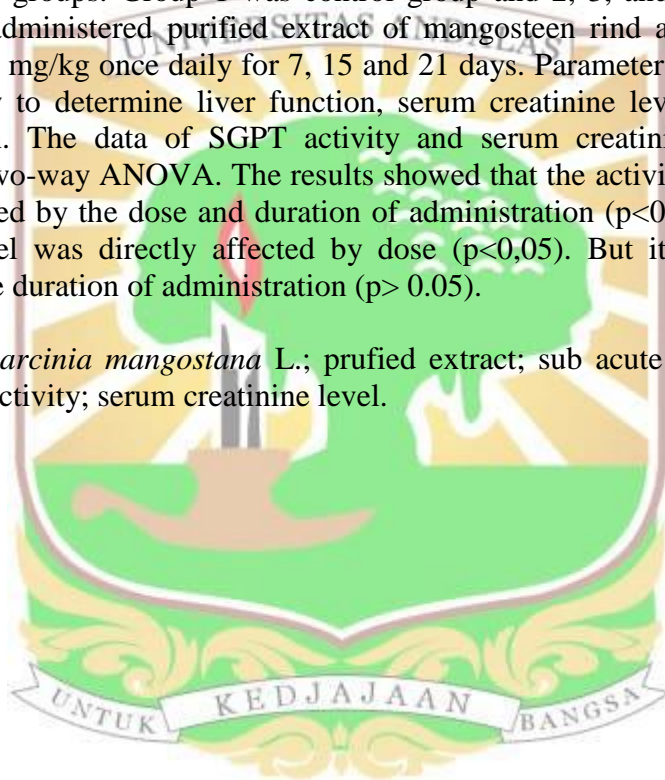 groups. Group 1 was control group and 2, 3, and
UNIVERSITAS ANDALAS
administered purified extract of mangosteen rind a
mg/kg once daily for 7, 15 and 21 days. Parameter
to determine liver function, serum creatinine lev
The data of SGPT activity and serum creatini
wo-way ANOVA. The results showed that the activi
ed by the dose and duration of administration (p<0
el was directly affected by dose (p<0,05). But it
e duration of administration (p> 0.05).
arcinia mangostana L.; prufied extract; sub acute
ctivity; serum creatinine level.
UNTUK KEDJAJAAN BANGSA